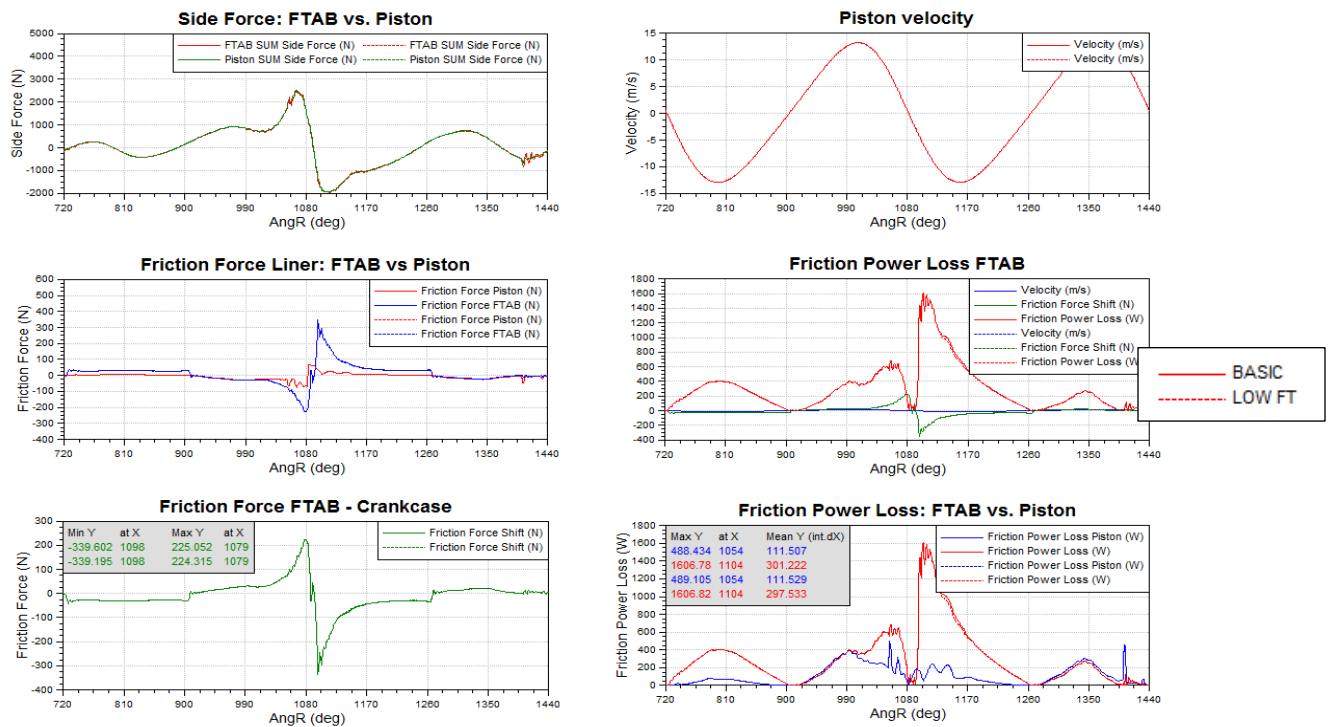 Side Force: FTAB vs. Piston
Side Force (N)
5000
4000
3000
2000
1000
0
-1000
-2000
FTAB SUM Side Force (N) FTAB SUM Side Force (N)
Piston SUM Side Force (N) Piston SUM Side Force (N)
720 810 900 990 1080 1170 1260 1350 1440
AngR (deg)
Piston velocity
Velocity (m/s)
15
10
5
0
-5
-10
-15
Velocity (m/s)
Velocity (m/s)
720 810 900 990 1080 1170 1260 1350 1440
AngR (deg)
Friction Force Liner: FTAB vs Piston
Friction Force (N)
600
500
400
300
200
100
0
-100
-200
-300
-400
Friction Force Piston (N)
Friction Force FTAB (N)
Friction Force Piston (N)
Friction Force FTAB (N)
720 810 900 990 1080 1170 1260 1350 1440
AngR (deg)
Friction Power Loss FTAB
1800
1600
1400
1200
1000
800
600
400
200
0
-200
-400
Velocity (m/s)
Friction Force Shift (N)
Friction Power Loss (W)
Velocity (m/s)
Friction Force Shift (N)
Friction Power Loss (W
720 810 900 990 1080 1170 1260 1350 1440
AngR (deg)
BASIC
LOW FT
Friction Force FTAB - Crankcase
Friction Force (N)
300
200
100
0
-100
-200
-300
-400
Min Y at X Max Y at X
-339.602 1098 225.052 1079
-339.195 1098 224.315 1079
Friction Force Shift (N)
Friction Force Shift (N)
720 810 900 990 1080 1170 1260 1350 1440
AngR (deg)
Friction Power Loss: FTAB vs. Piston
Friction Power Loss (W)
1800
1600
1400
1200
1000
800
600
400
200
0
Max Y at X Mean Y (int.dX)
488.434 1054 111.507
1606.78 1104 301.222
489.105 1054 111.529
1606.82 1104 297.533
Friction Power Loss Piston (W)
Friction Power Loss (W)
Friction Power Loss Piston (W)
Friction Power Loss (W)
720 810 900 990 1080 1170 1260 1350 1440
AngR (deg)